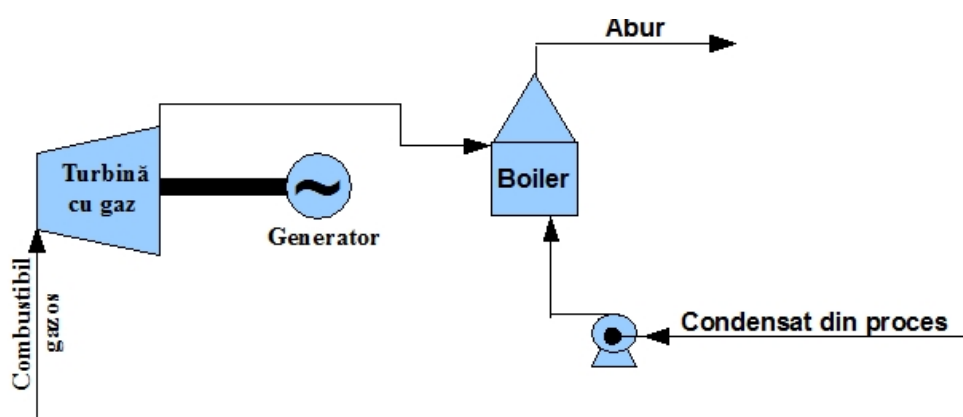 Abur
Turbină
cu gaz
Boiler
Generator
Combustibil
gazos
Condensat din proces